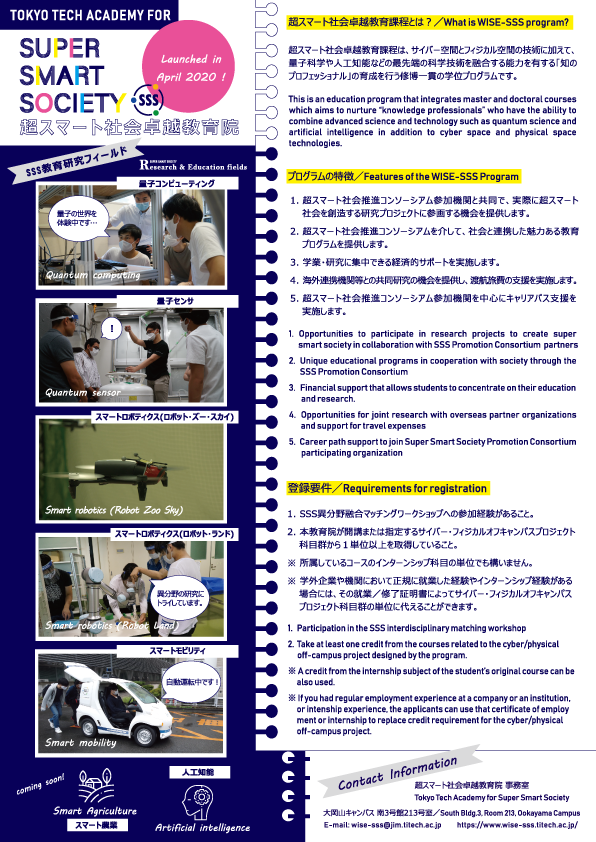 TOKYO TECH ACADEMY FOR
SUPER
SMART
SOCIETY
SSS
超スマート社会卓越教育院
Launched in
April 2020 !
SSS教育研究フィールド
SUPER SMART SOCIETY
Research & Education fields
量子コンピューティング
量子の世界を
体験中です…
Quantum computing
量子センサ
!
Quantum sensor
スマートロボティクス(ロボット・ズー・スカイ)
Smart robotics (Robot Zoo Sky)
スマートロボティクス(ロボット・ランド)
異分野の研究に
トライしています。
Smart robotics (Robot Land)
スマートモビリティ
自動運転中です!
Smart mobility
coming soon!
Smart Agriculture
スマート農業
人工知能
Artificial intelligence
超スマート社会卓越教育課程とは?/What is WISE-SSS program?
超スマート社会卓越教育課程は、サイバー空間とフィジカル空間の技術に加えて、
量子科学や人工知能などの最先端の科学技術を融合する能力を有する「知の
プロフェッショナル」の育成を行う修博一貫の学位プログラムです。
This is an education program that integrates master and doctoral courses
which aims to nurture “knowledge professionals” who have the ability to
combine advanced science and technology such as quantum science and
artificial intelligence in addition to cyber space and physical space
technologies.
プログラムの特徴/Features of the WISE-SSS Program
1. 超スマート社会推進コンソーシアム参加機関と共同で、実際に超スマート
社会を創造する研究プロジェクトに参画する機会を提供します。
2. 超スマート社会推進コンソーシアムを介して、社会と連携した魅力ある教育
プログラムを提供します。
3. 学業・研究に集中できる経済的サポートを実施します。
4. 海外連携機関等との共同研究の機会を提供し、渡航旅費の支援を実施します。
5. 超スマート社会推進コンソーシアム参加機関を中心にキャリアパス支援を
実施します。
1. Opportunities to participate in research projects to create super
smart society in collaboration with SSS Promotion Consortium partners
2. Unique educational programs in cooperation with society through the
SSS Promotion Consortium
3. Financial support that allows students to concentrate on their education
and research.
4. Opportunities for joint research with overseas partner organizations
and support for travel expenses
5. Career path support to join Super Smart Society Promotion Consortium
participating organization
登録要件/Requirements for registration
1. SSS異分野融合マッチングワークショップへの参加経験があること。
2. 本教育院が開講または指定するサイバー・フィジカルオフキャンパスプロジェクト
科目群から1単位以上を取得していること。
※ 所属しているコースのインターンシップ科目の単位でも構いません。
※ 学外企業や機関において正規に就業した経験やインターンシップ経験がある
場合には、その就業/修了証明書によってサイバー・フィジカルオフキャンパス
プロジェクト科目群の単位に代えることができます。
1. Participation in the SSS interdisciplinary matching workshop
2. Take at least one credit from the courses related to the cyber/physical
off-campus project designed by the program.
※ A credit from the internship subject of the student's original course can be
also used.
※ If you had regular employment experience at a company or an institution,
or intenship experience, the applicants can use that certificate of employ
ment or internship to replace credit requirement for the cyber/physical
off-campus project.
Contact Information
超スマート社会卓越教育院 事務室
Tokyo Tech Academy for Super Smart Society
大岡山キャンパス 南3号館213号室/South Bldg.3, Room 213, Ookayama Campus
E-mail: wise-sss@jim.titech.ac.jp https://www.wise-sss.titech.ac.jp/